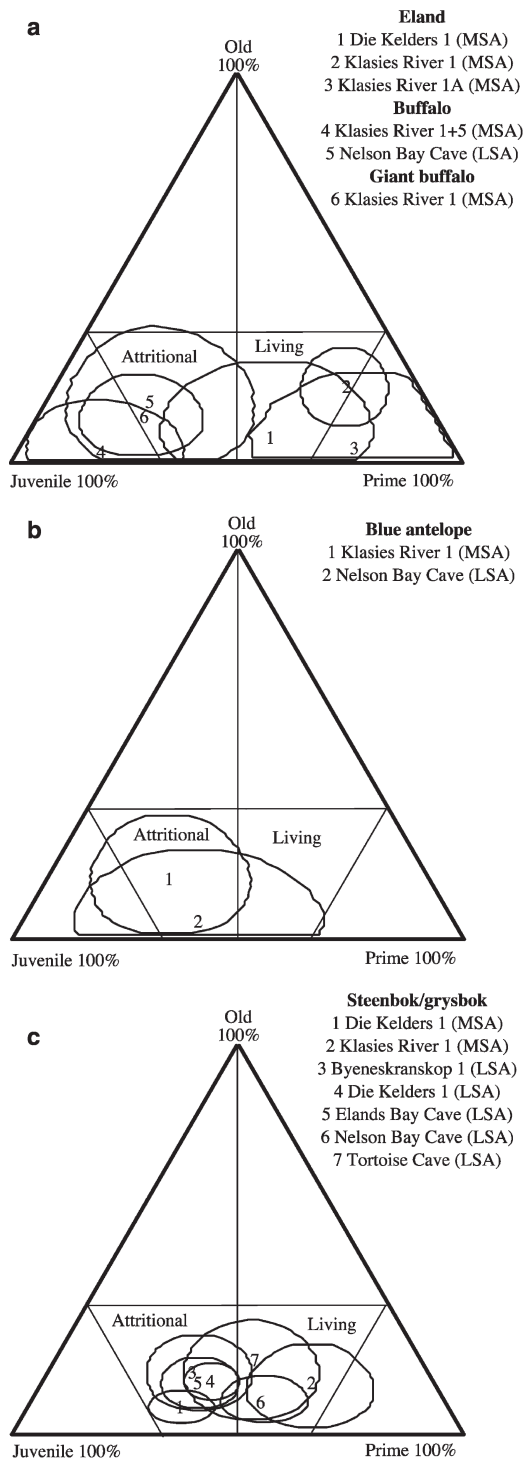 a
Old
100%
Eland
1 Die Kelders 1 (MSA)
2 Klasies River 1 (MSA)
3 Klasies River 1A (MSA)
Buffalo
4 Klasies River 1+5 (MSA)
5 Nelson Bay Cave (LSA)
Giant buffalo
6 Klasies River 1 (MSA)
Attritional
Living
2
5
6
1
4
3
Juvenile 100%
Prime 100%
b
Old
100%
Blue antelope
1 Klasies River 1 (MSA)
2 Nelson Bay Cave (LSA)
Attritional
Living
1
2
Juvenile 100%
Prime 100%
c
Old
100%
Steenbok/grysbok
1 Die Kelders 1 (MSA)
2 Klasies River 1 (MSA)
3 Byeneskranskop 1 (LSA)
4 Die Kelders 1 (LSA)
5 Elands Bay Cave (LSA)
6 Nelson Bay Cave (LSA)
7 Tortoise Cave (LSA)
Attritional
Living
7
3
5
4
2
6
1
Juvenile 100%
Prime 100%